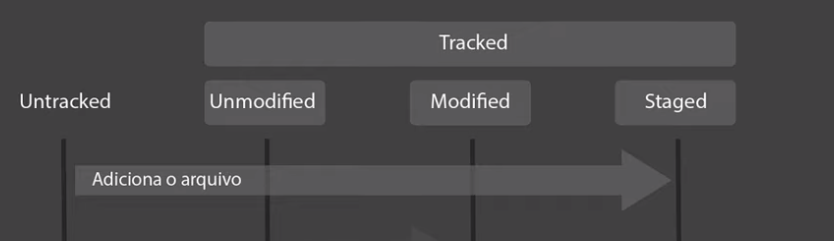 Tracked
Untracked
Unmodified
Modified
Staged
Adiciona o arquivo